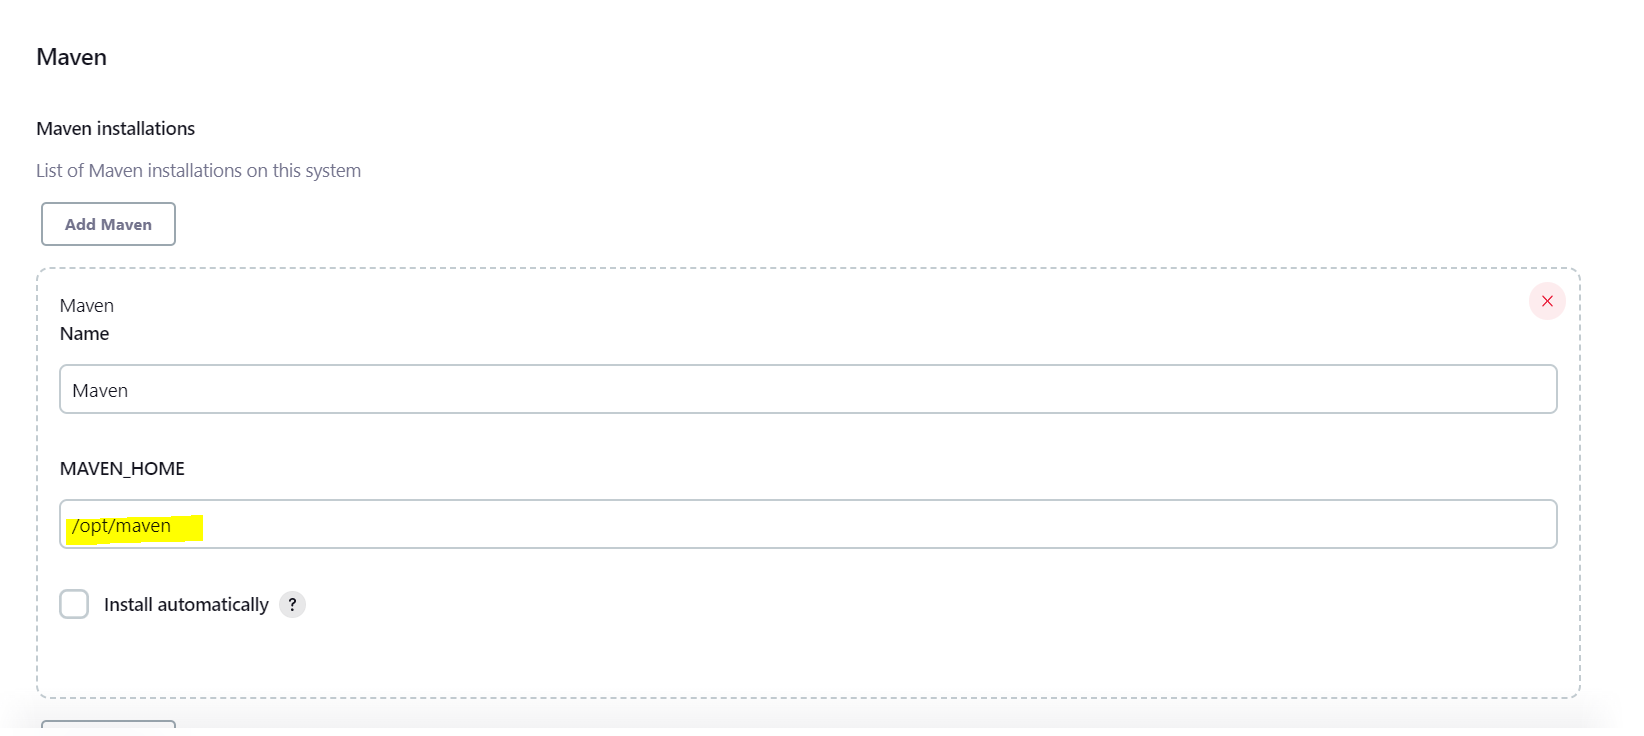 Maven
Maven installations
List of Maven installations on this system
Add Maven
Maven
Name
Maven
MAVEN_HOME
/opt/maven
Install automatically ?